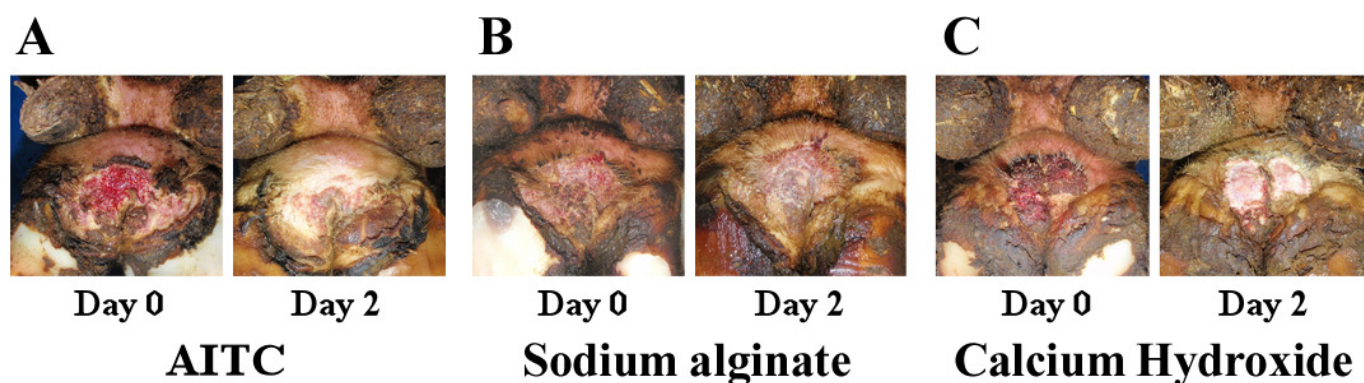 A B C
Day 0 Day 2 Day 0 Day 2 Day 0 Day 2
AITC Sodium alginate Calcium Hydroxide